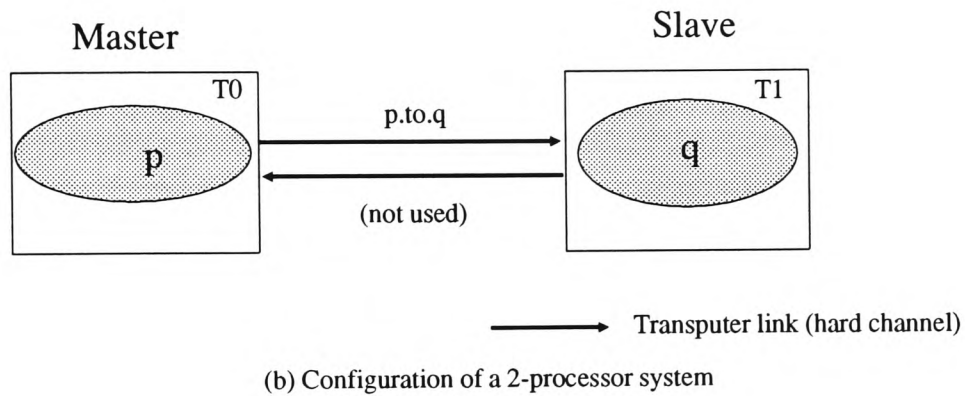 Master
Slave
T0
T1
p.to.q
p
q
(not used)
Transputer link (hard channel)
(b) Configuration of a 2-processor system